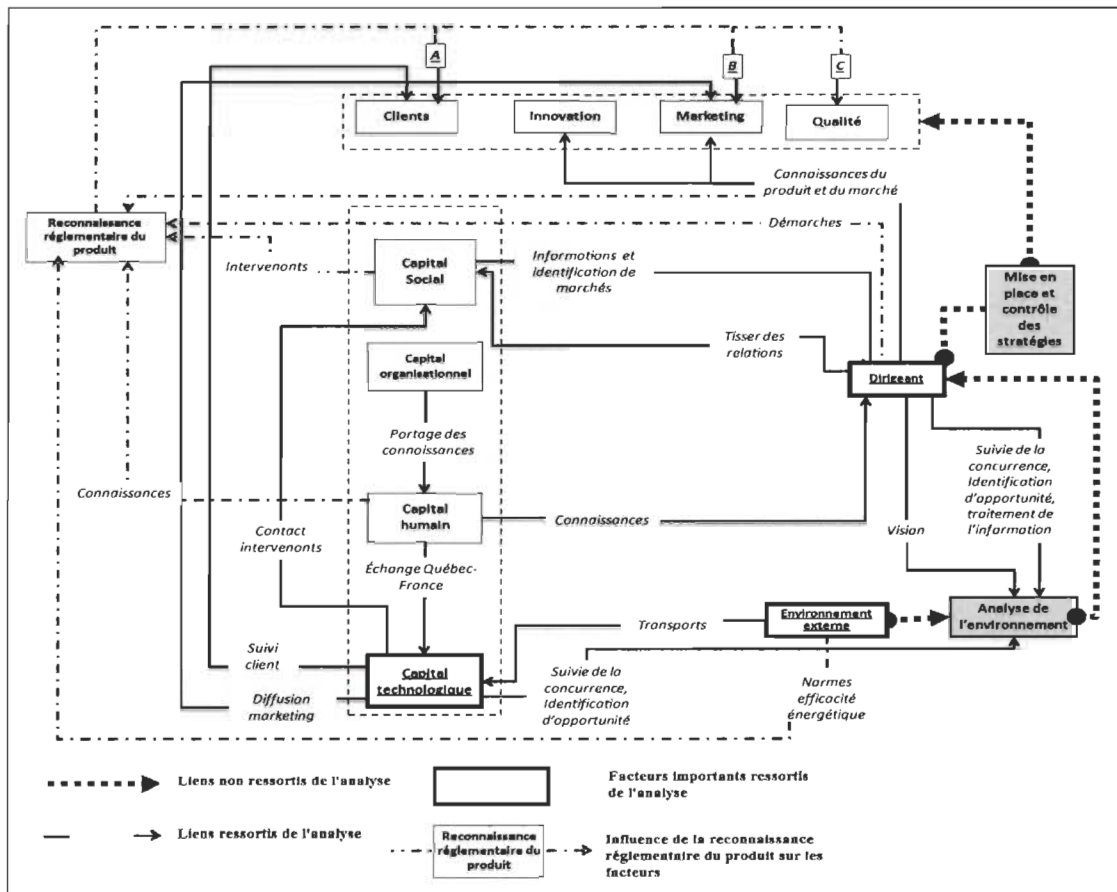 A
B
C
Clients
Innovation
Marketing
Qualité
Connaissances du
produit et du marché
Reconnaissance
réglementaire du
produit
Démarches
Intervenonts
Capital
Social
Informations et
Identification de
marchés
Mise en
place et
contrôle
des
stratégies
Tisser des
relations
Capital
organisationnel
Dirigeant
Portage des
connaissances
Suivie de la
concurrence,
Identification
d'opportunité,
traitement de
l'information
Connaissances
Capital
humain
Connaissances
Vision
Contact
intervenonts
Échange Québec-
France
Environnement
externe
Analyse de
l'environnement
Transports
Suivi
client
Capital
technologique
Suivie de la
concurrence,
Identification
d'opportunité
Normes
efficacité
énergétique
Diffusion
marketing
Liens non ressortis de l'analyse
Facteurs importants ressortis
de l'analyse
Liens ressortis de l'analyse
Reconnaissance
réglementaire du
produit
Influence de la reconnaissance
réglementaire du produit sur les
facteurs